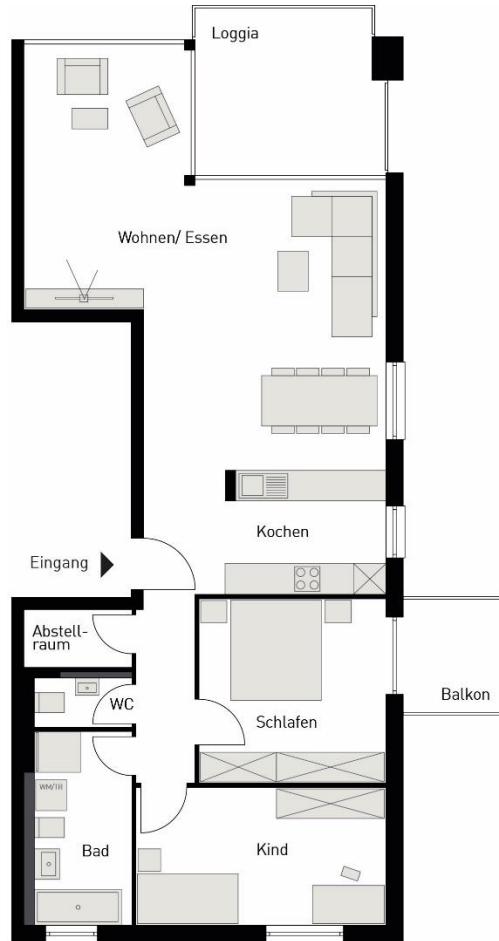 Loggia
Wohnen/ Essen
Kochen
Eingang
Abstell-
raum
WC
Schlafen
Balkon
WM/TR
Bad
Kind